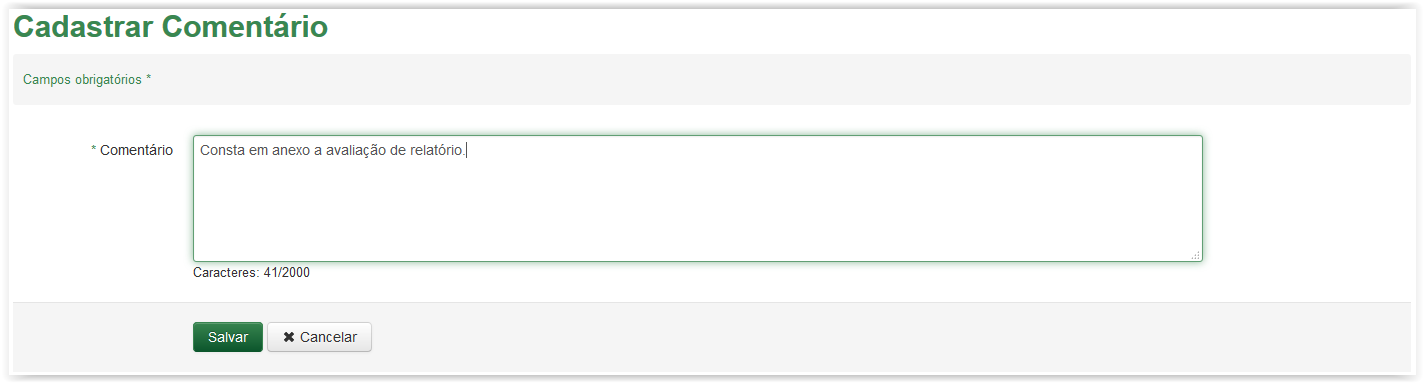 Cadastrar Comentário
Campos obrigatórios *
* Comentário
Consta em anexo a avaliação de relatório.
Caracteres: 41/2000
Salvar
✖ Cancelar